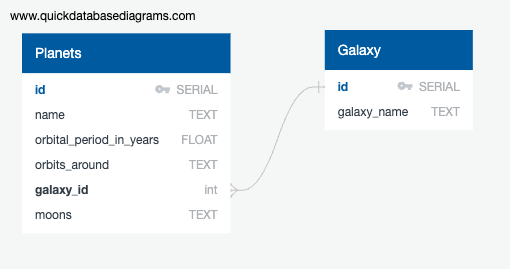 www.quickdatabasediagrams.com
Planets
id SERIAL
name TEXT
orbital_period_in_years FLOAT
orbits_around TEXT
galaxy_id int
moons TEXT
Galaxy
id SERIAL
galaxy_name TEXT